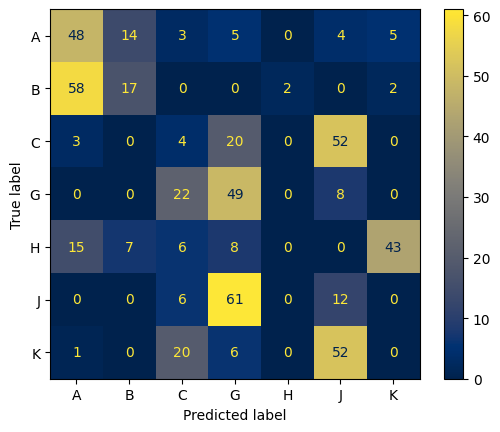 A 48 14 3 5 0 4 5
B 58 17 0 0 2 0 2
C 3 0 4 20 0 52 0
G 0 0 22 49 0 8 0
H 15 7 6 8 0 0 43
J 0 0 6 61 0 12 0
K 1 0 20 6 0 52 0
A B C G H J K
Predicted label
True label
60
50
40
30
20
10
0